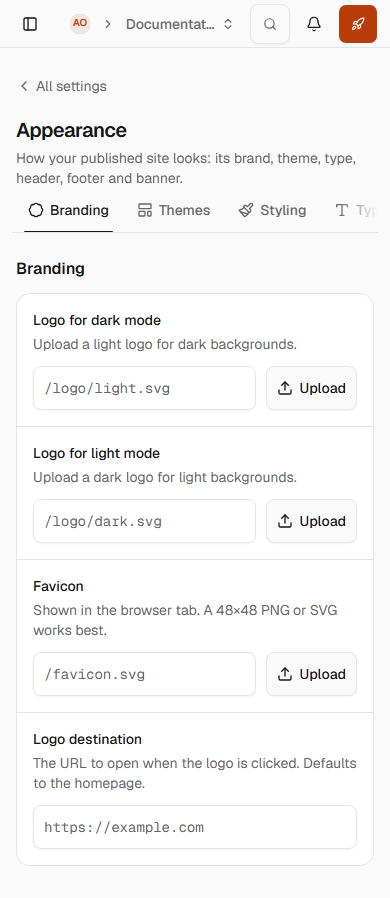 AO
Documentat...
All settings
Appearance
How your published site looks: its brand, theme, type,
header, footer and banner.
Branding
Themes
Styling
Typ
Branding
Logo for dark mode
Upload a light logo for dark backgrounds.
/logo/light.svg
Upload
Logo for light mode
Upload a dark logo for light backgrounds.
/logo/dark.svg
Upload
Favicon
Shown in the browser tab. A 48×48 PNG or SVG
works best.
/favicon.svg
Upload
Logo destination
The URL to open when the logo is clicked. Defaults
to the homepage.
https://example.com